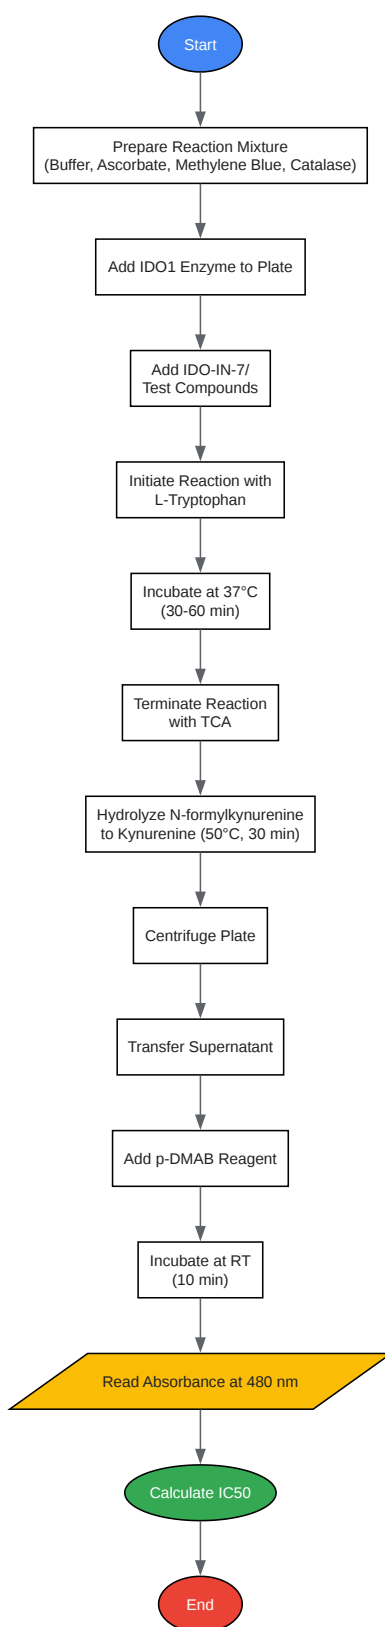 Start
Prepare Reaction Mixture
(Buffer, Ascorbate, Methylene Blue, Catalase)
Add IDO1 Enzyme to Plate
Add IDO-IN-7/
Test Compounds
Initiate Reaction with
L-Tryptophan
Incubate at 37°C
(30-60 min)
Terminate Reaction
with TCA
Hydrolyze N-formylkynurenine
to Kynurenine (50°C, 30 min)
Centrifuge Plate
Transfer Supernatant
Add p-DMAB Reagent
Incubate at RT
(10 min)
Read Absorbance at 480 nm
Calculate IC50
End